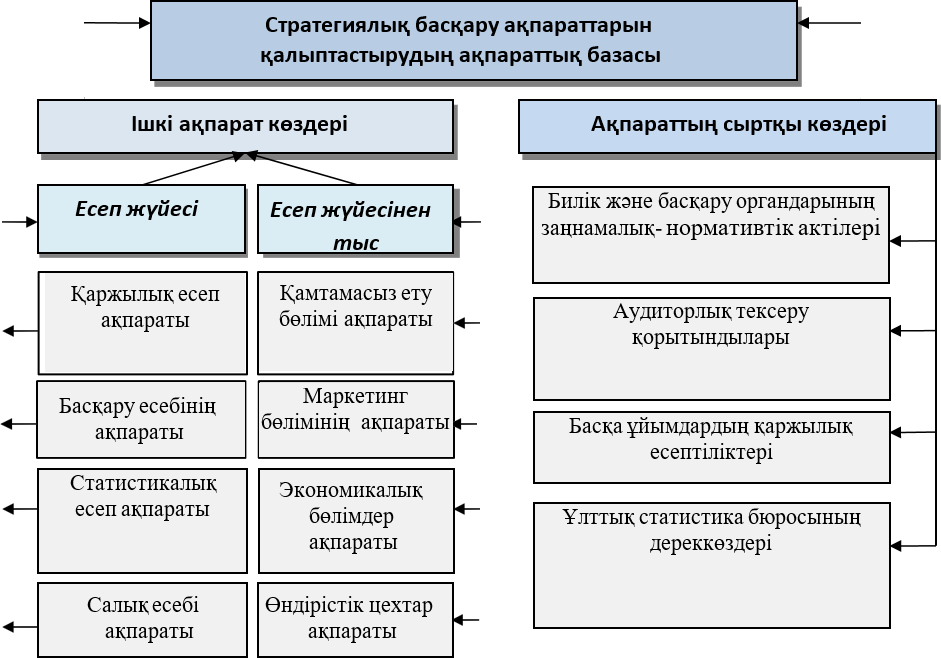 Стратегиялық басқару ақпараттарын
қалыптастырудың ақпараттық базасы
Ішкі ақпарат көздері
Есеп жүйесі
Есеп жүйесінен
тыс
Қаржылық есеп
ақпараты
Қамтамасыз ету
бөлімі ақпараты
Басқару есебінің
ақпараты
Маркетинг
бөлімінің ақпараты
Статистикалық
есеп ақпараты
Экономикалық
бөлімдер
ақпараты
Салық есебі
ақпараты
Өндірістік цехтар
ақпараты
Ақпараттың сыртқы көздері
Билік және басқару органдарының
заңнамалық- нормативтік актілері
Аудиторлық тексеру
қорытындылары
Басқа ұйымдардың қаржылық
есептіліктері
Ұлттық статистика бюросының
дереккөздері